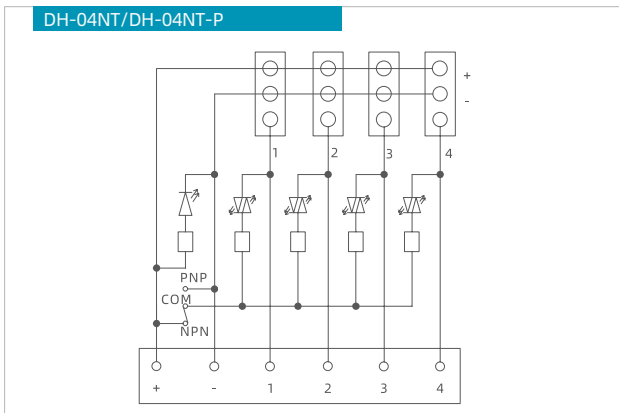 DH-04NT/DH-04NT-P
+
-
1 2 3 4
PNP
COM
NPN
+ - 1 2 3 4